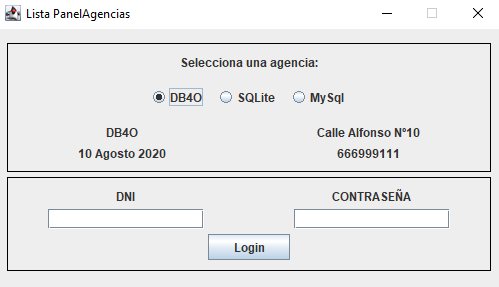 Lista PanelAgencias
Selecciona una agencia:
DB4O SQLite MySql
DB4O Calle Alfonso Nº10
10 Agosto 2020 666999111
DNI CONTRASEÑA
Login